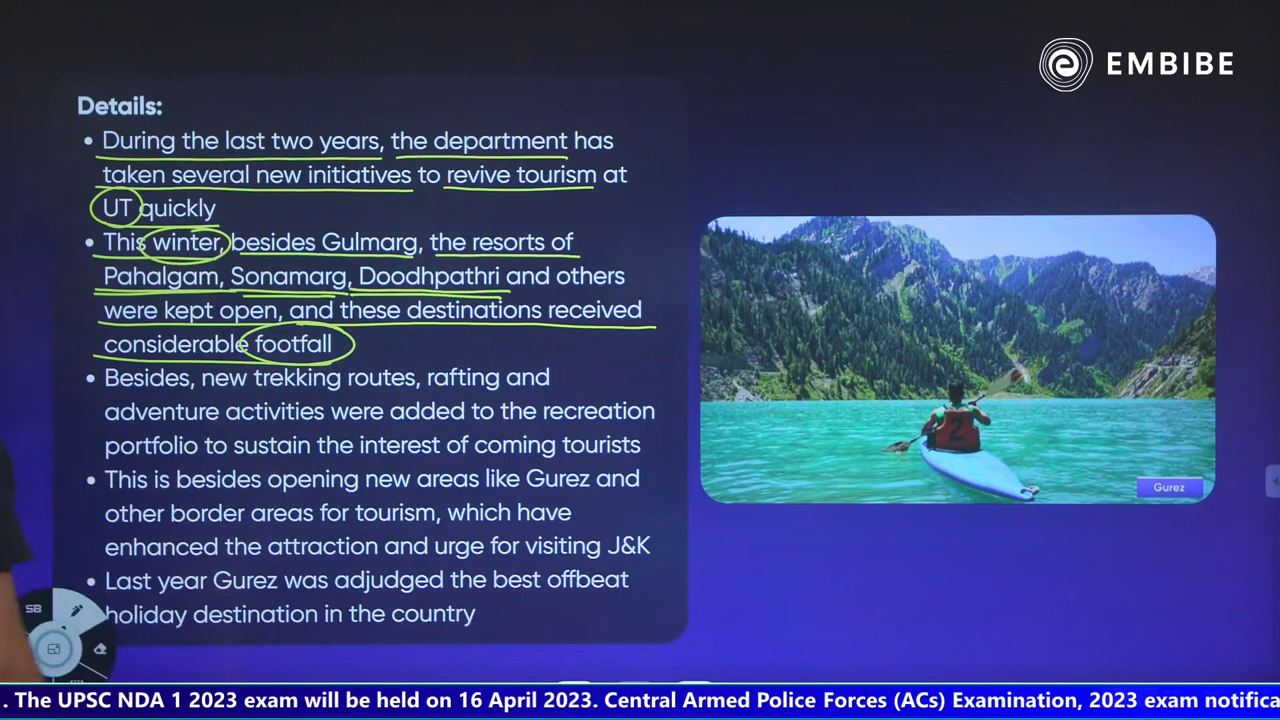 EMBIBE
Details:
• During the last two years, the department has
taken several new initiatives to revive tourism at
UT quickly
• This winter, besides Gulmarg, the resorts of
Pahalgam, Sonamarg, Doodhpathri and others
were kept open, and these destinations received
considerable footfall
• Besides, new trekking routes, rafting and
adventure activities were added to the recreation
portfolio to sustain the interest of coming tourists
• This is besides opening new areas like Gurez and
other border areas for tourism, which have
enhanced the attraction and urge for visiting J&K
• Last year Gurez was adjudged the best offbeat
holiday destination in the country
2
Gurez
SB
. The UPSC NDA 1 2023 exam will be held on 16 April 2023. Central Armed Police Forces (ACs) Examination, 2023 exam notifica